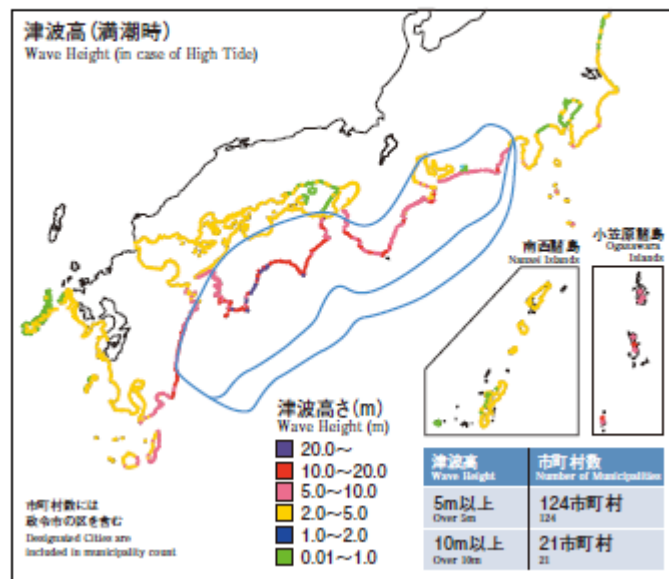 津波高(満潮時)
Wave Height (in case of High Tide)
南西諸島
Nansei Islands
小笠原諸島
Ogasawara
Islands
津波高さ(m)
Wave Height (m)
20.0～
10.0～20.0
5.0～10.0
2.0～5.0
1.0～2.0
0.01～1.0
市町村数には
政令市の区を含む
Designated Cities are
included in municipality count
津波高 市町村数
Wave Height Number of Municipalities
5m以上 124市町村
Over 5m 124
10m以上 21市町村
Over 10m 21